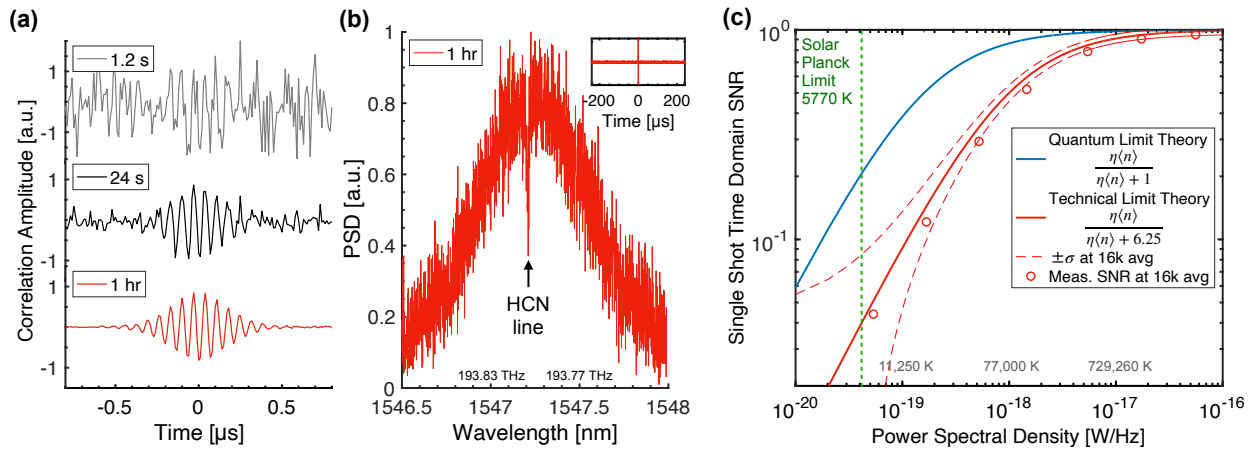 (a)
1.2 s
1
-1
24 s
1
-1
1 hr
1
-1
Correlation Amplitude [a.u.]
-0.5
0
0.5
Time [µs]
(b)
1 hr
1
0.8
0.6
0.4
0.2
0
PSD [a.u.]
-200
0
200
Time [µs]
HCN
line
193.83 THz
193.77 THz
1546.5
1547
1547.5
1548
Wavelength [nm]
(c)
10^0
10^-1
Single Shot Time Domain SNR
Solar
Planck
Limit
5770 K
Quantum Limit Theory
η⟨n⟩
η⟨n⟩ + 1
Technical Limit Theory
η⟨n⟩
η⟨n⟩ + 6.25
±σ at 16k avg
Meas. SNR at 16k avg
11,250 K
77,000 K
729,260 K
10^-20
10^-19
10^-18
10^-17
10^-16
Power Spectral Density [W/Hz]